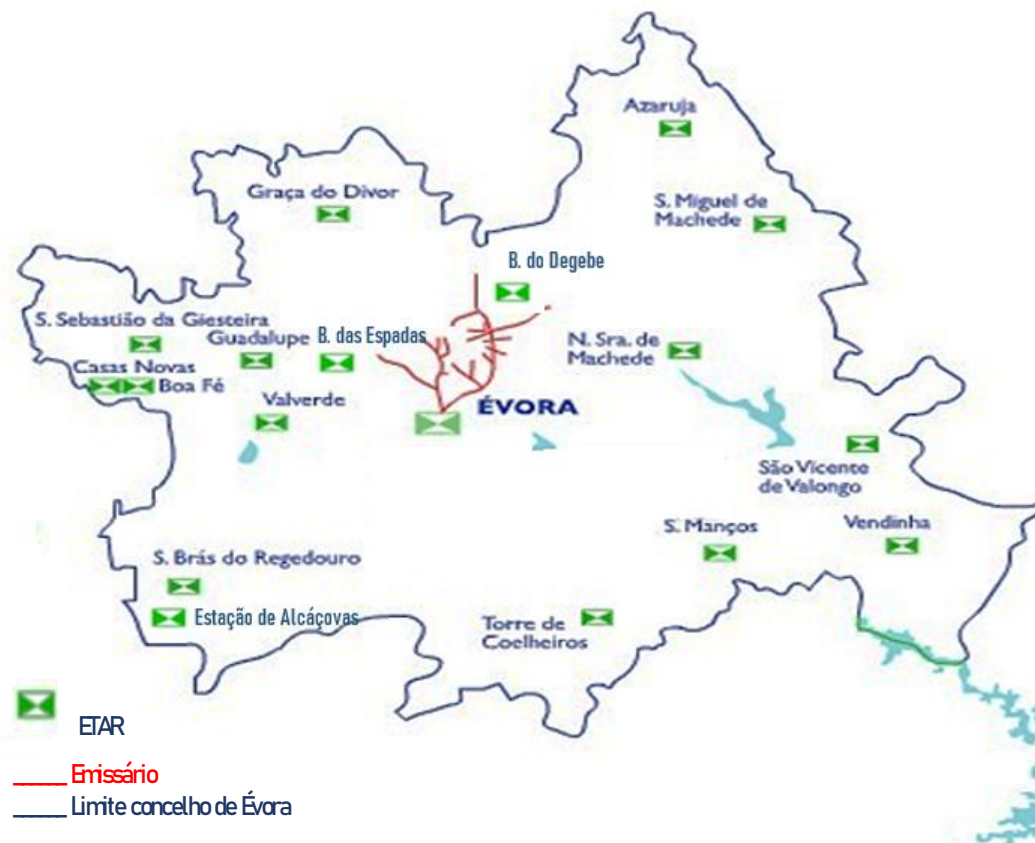 Azaruja
Graça do Divor
S. Miguel de
Machede
B. do Degebe
S. Sebastião da Giesteira
Guadalupe
B. das Espadas
N. Sra. de
Machede
Casas Novas
Boa Fé
Valverde
ÉVORA
São Vicente
de Valongo
S. Manços
Vendinha
S. Brás do Regedouro
Estação de Alcáçovas
Torre de
Coelheiros
ETAR
Emissário
Limite concelho de Évora